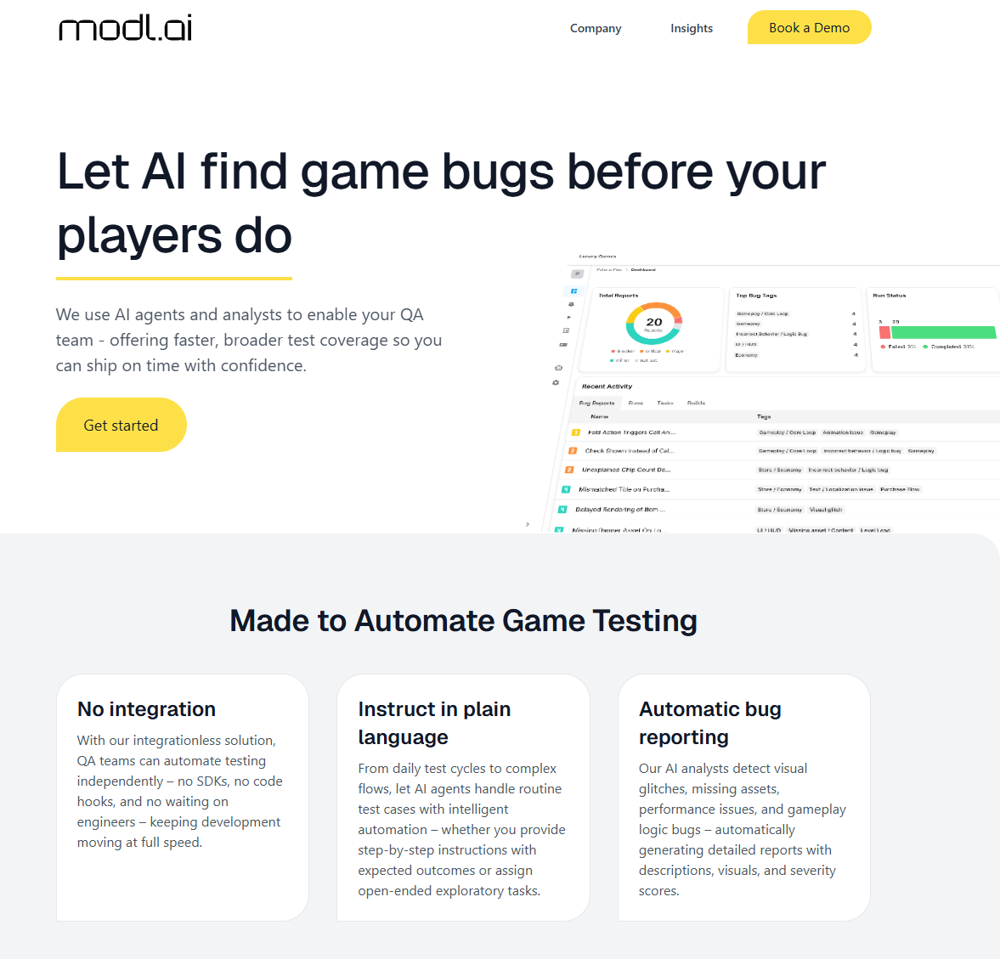 modl.ai
Company
Insights
Book a Demo
Let AI find game bugs before your
players do
We use AI agents and analysts to enable your QA
team - offering faster, broader test coverage so you
can ship on time with confidence.
Get started
Lunary Games
Dashboard
Total Reports
20
Reports
blocker
critical
major
minor
not set
Top Bug Tags
Gameplay / Core Loop 4
Gameplay 4
Incorrect Behavior / Logic Bug 4
UI / HUD 4
Economy 4
Run Status
3 29
Failed 9%
Completed 91%
Recent Activity
Bug Reports
Runs
Tasks
Builds
Name
Tags
3 Fold Action Triggers Call An...
Gameplay / Core Loop Animation Issue Gameplay
2 Check Shown Instead of Cal...
Gameplay / Core Loop Incorrect behavior / Logic bug Gameplay
2 Unexplained Chip Count De...
Store / Economy Incorrect behavior / Logic bug
4 Mismatched Title on Purcha...
Store / Economy Text / Localization issue Purchase Flow
4 Delayed Rendering of Item ...
Store / Economy Visual glitch
4 Missing Banner Asset On Lo...
UI / HUD Missing asset / Content Level Load
Made to Automate Game Testing
No integration
With our integrationless solution,
QA teams can automate testing
independently – no SDKs, no code
hooks, and no waiting on
engineers – keeping development
moving at full speed.
Instruct in plain
language
From daily test cycles to complex
flows, let AI agents handle routine
test cases with intelligent
automation – whether you provide
step-by-step instructions with
expected outcomes or assign
open-ended exploratory tasks.
Automatic bug
reporting
Our AI analysts detect visual
glitches, missing assets,
performance issues, and gameplay
logic bugs – automatically
generating detailed reports with
descriptions, visuals, and severity
scores.